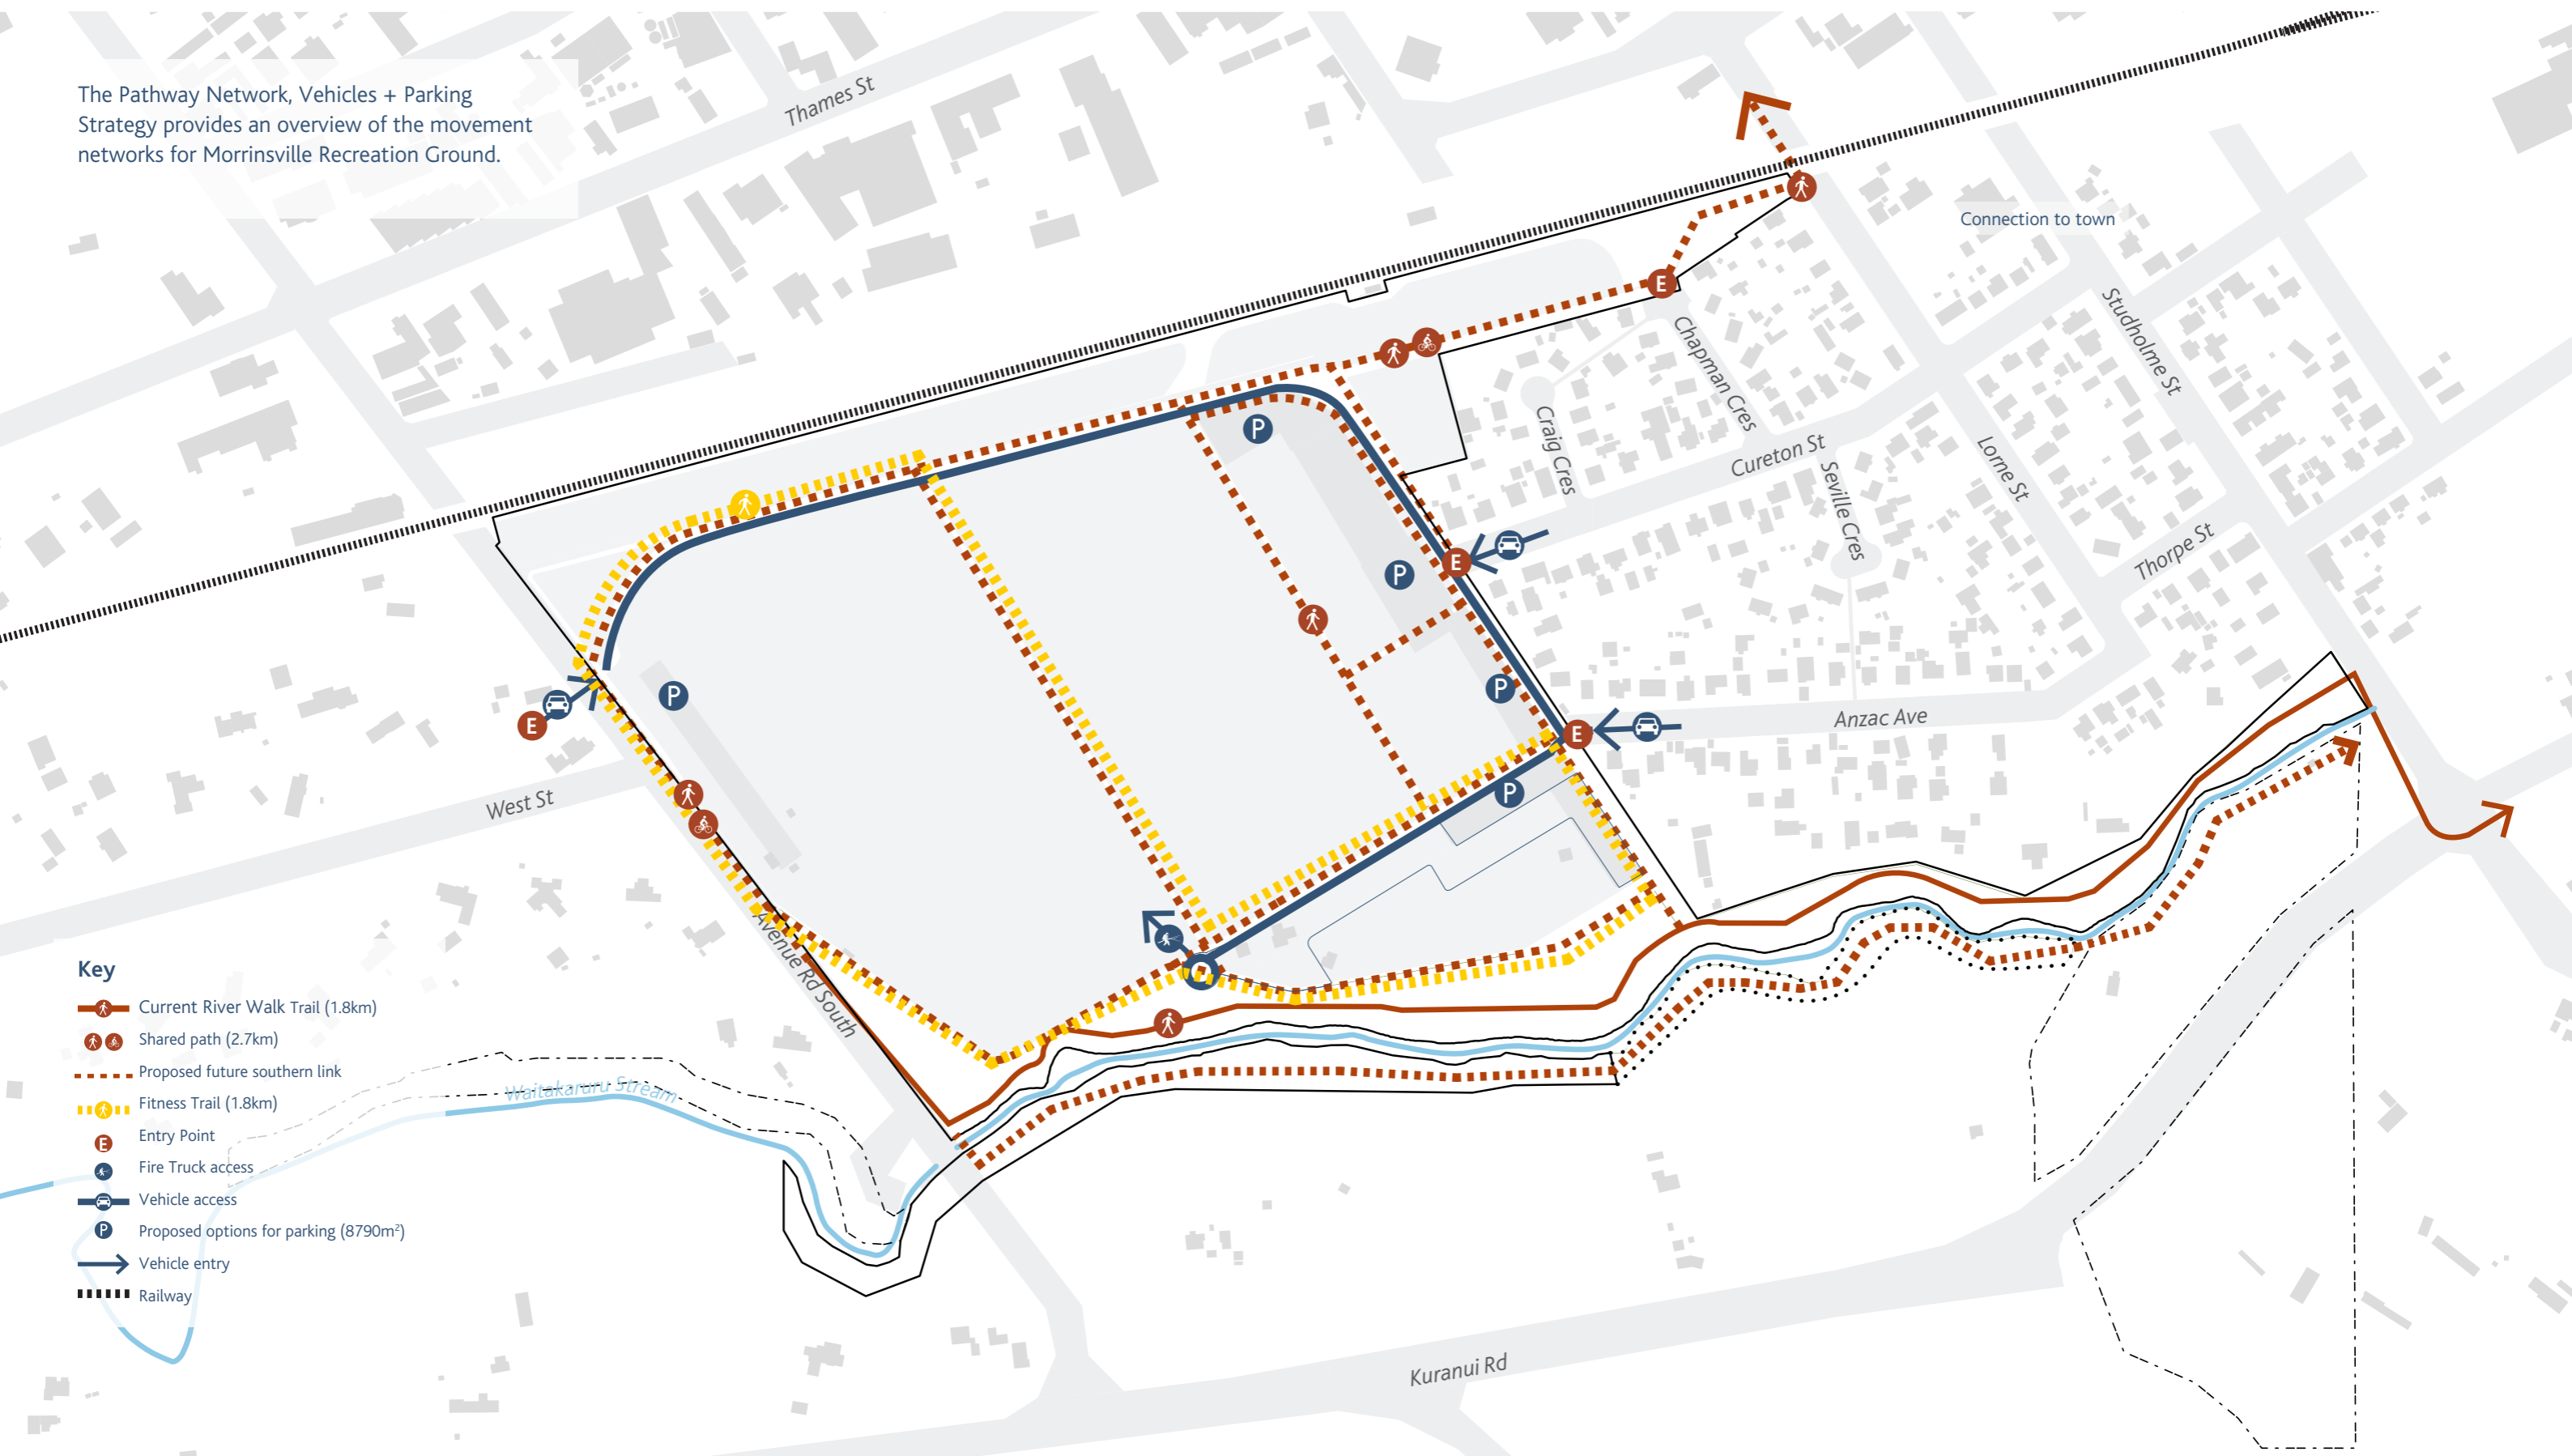 The Pathway Network, Vehicles + Parking
Strategy provides an overview of the movement
networks for Morrinsville Recreation Ground.
Thames St
Connection to town
Studholme St
Chapman Cres
Craig Cres
Cureton St
Lorne St
Seville Cres
Thorpe St
Anzac Ave
West St
Avenue Rd South
Waitakaruru Stream
Kuranui Rd
E
E
E
E
P
P
P
P
P
Key
Current River Walk Trail (1.8km)
Shared path (2.7km)
Proposed future southern link
Fitness Trail (1.8km)
E Entry Point
Fire Truck access
Vehicle access
P Proposed options for parking (8790m²)
Vehicle entry
Railway